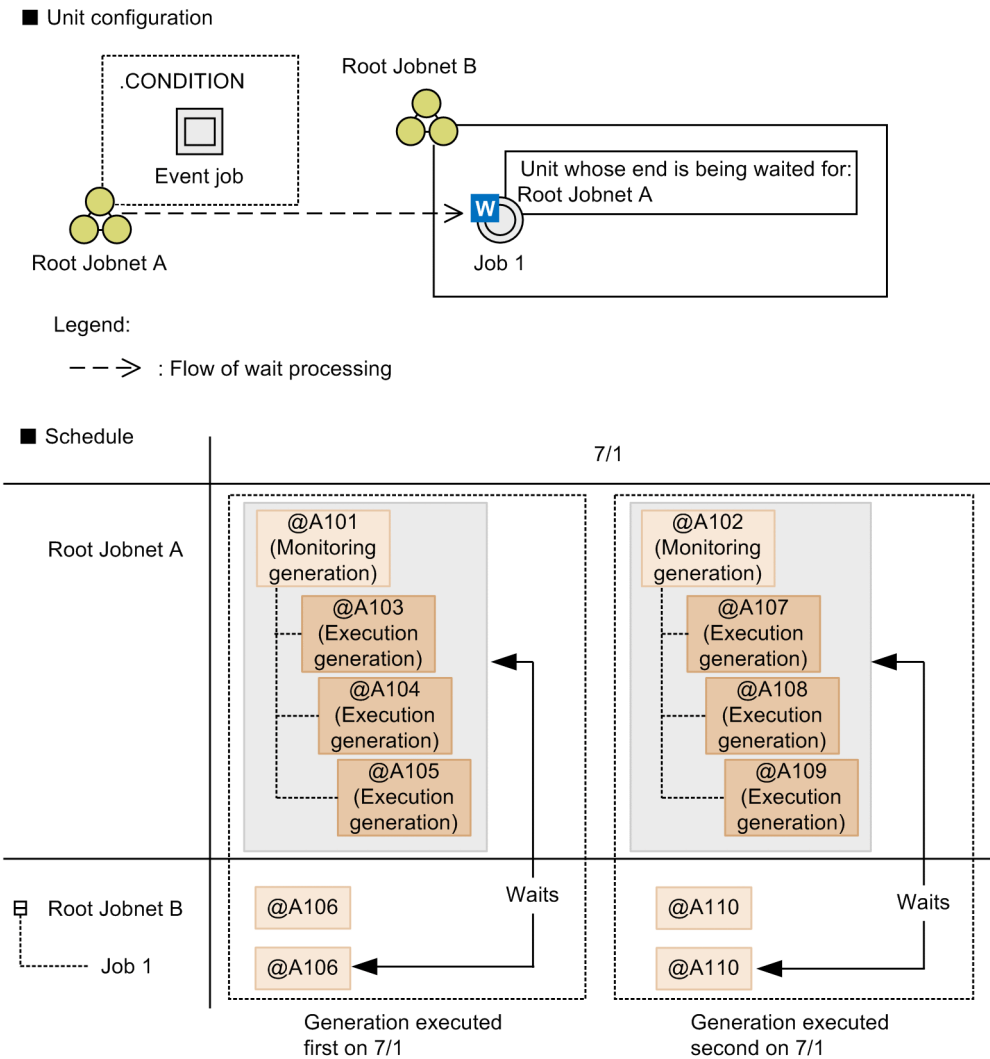 ■ Unit configuration
.CONDITION
Event job
Root Jobnet A
Root Jobnet B
Unit whose end is being waited for:
Root Jobnet A
W
Job 1
Legend:
: Flow of wait processing
■ Schedule
7/1
Root Jobnet A
@A101
(Monitoring
generation)
@A103
(Execution
generation)
@A104
(Execution
generation)
@A105
(Execution
generation)
@A102
(Monitoring
generation)
@A107
(Execution
generation)
@A108
(Execution
generation)
@A109
(Execution
generation)
Root Jobnet B
@A106
Waits
@A110
Waits
Job 1
@A106
@A110
Generation executed
first on 7/1
Generation executed
second on 7/1